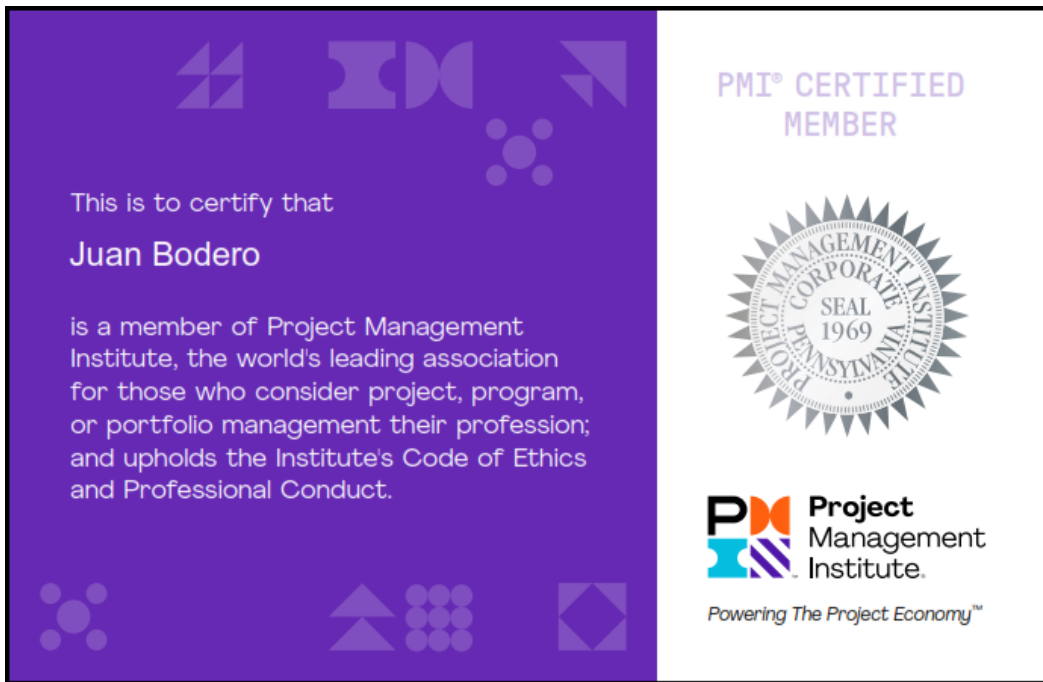 This is to certify that
Juan Bodero
is a member of Project Management
Institute, the world's leading association
for those who consider project, program,
or portfolio management their profession;
and upholds the Institute's Code of Ethics
and Professional Conduct.
PMI® CERTIFIED
MEMBER
PROJECT MANAGEMENT INSTITUTE
CORPORATE
SEAL
1969
PENNSYLVANIA
PM
Project
Management
Institute.
Powering The Project Economy™